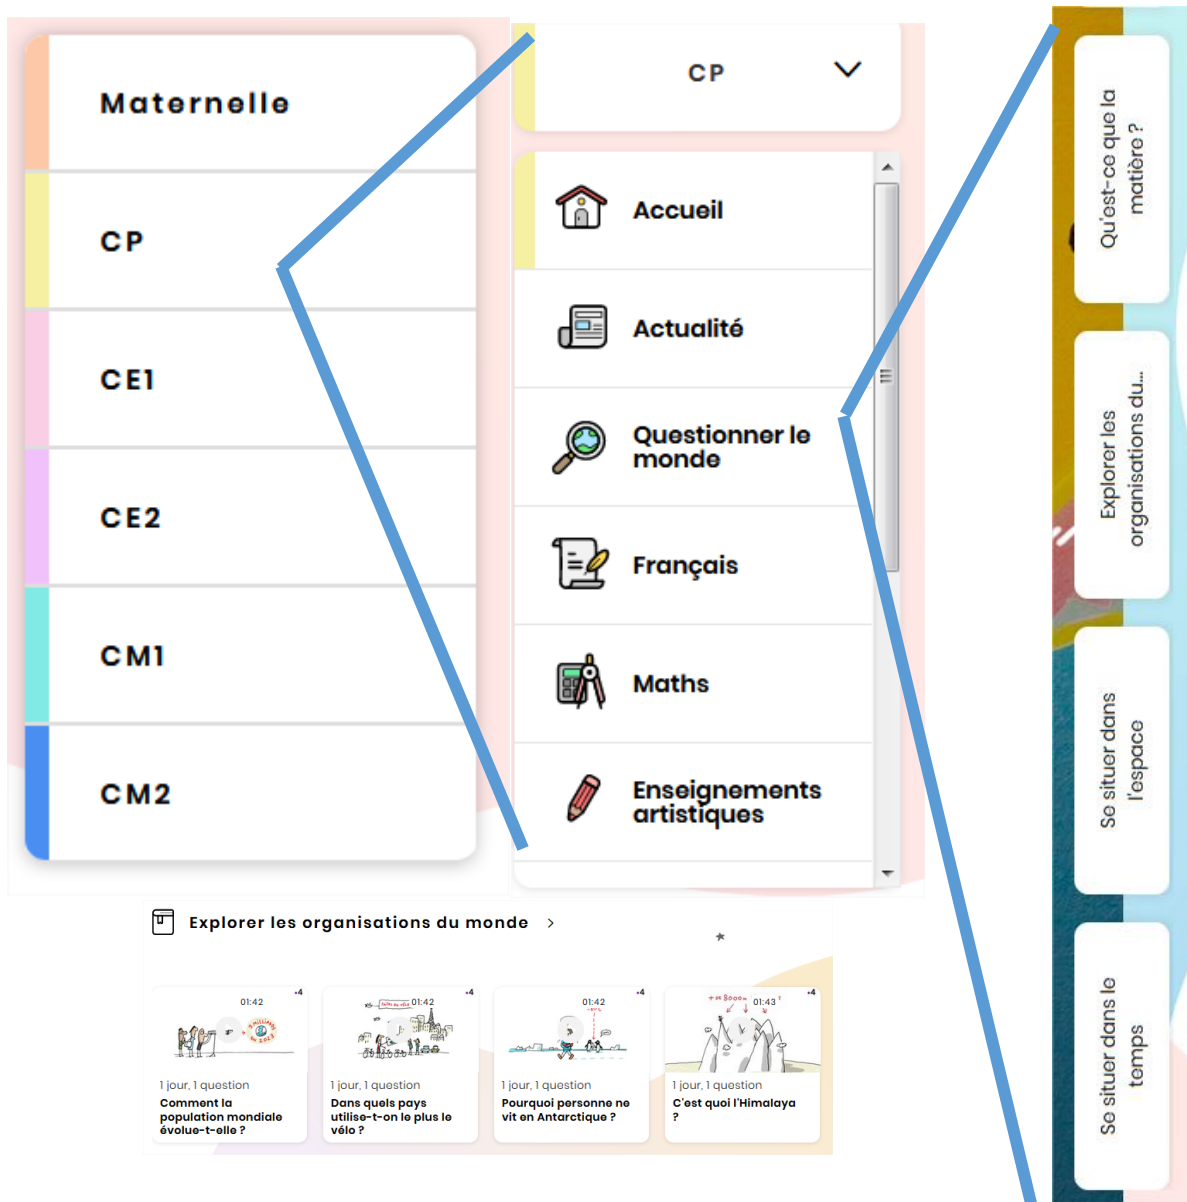 Maternelle
CP
CE1
CE2
CM1
CM2
CP
Accueil
Actualité
Questionner le
monde
Français
Maths
Enseignements
artistiques
Qu'est-ce que la
matière ?
Explorer les
organisations du...
Se situer dans
l'espace
Se situer dans le
temps
Explorer les organisations du monde >
01:42
1 jour, 1 question
Comment la
population mondiale
évolue-t-elle ?
01:42
1 jour, 1 question
Dans quels pays
utilise-t-on le plus le
vélo ?
01:42
1 jour, 1 question
Pourquoi personne ne
vit en Antarctique ?
01:43
1 jour, 1 question
C'est quoi l'Himalaya
?